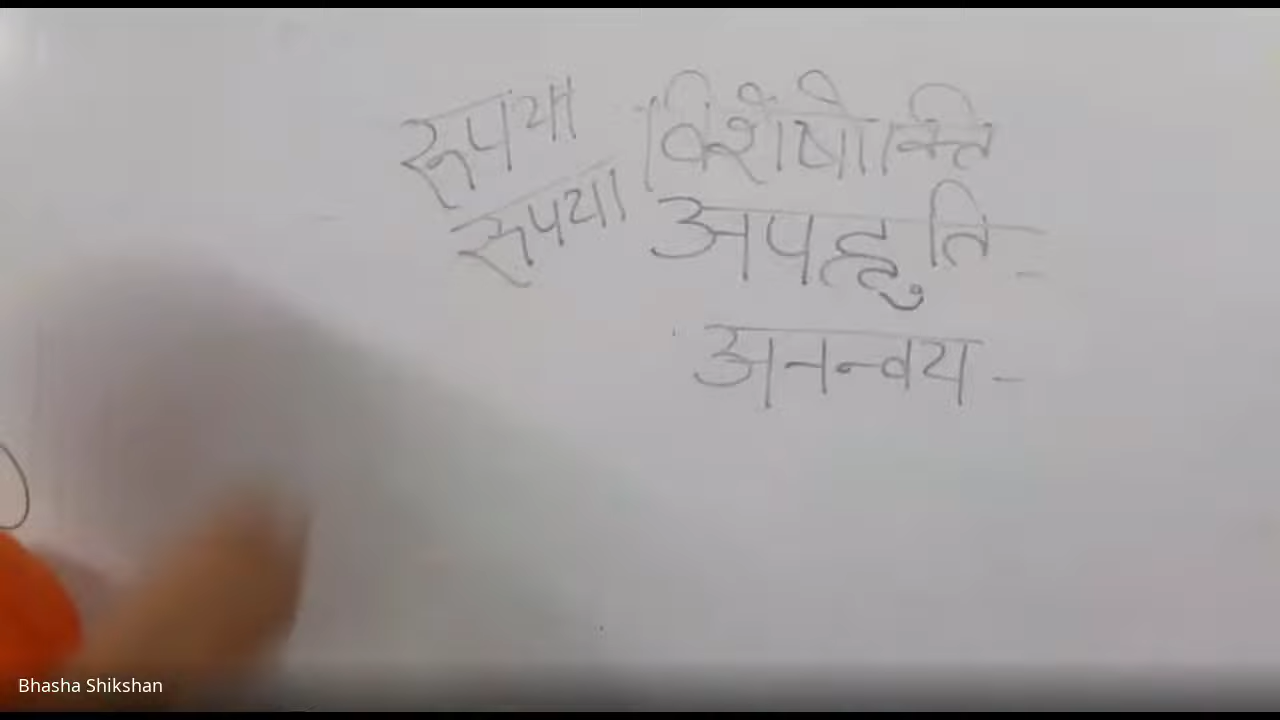 रूपया विशेषोक्ति
रुपया अपह्नुति -
अनन्वय -
Bhasha Shikshan